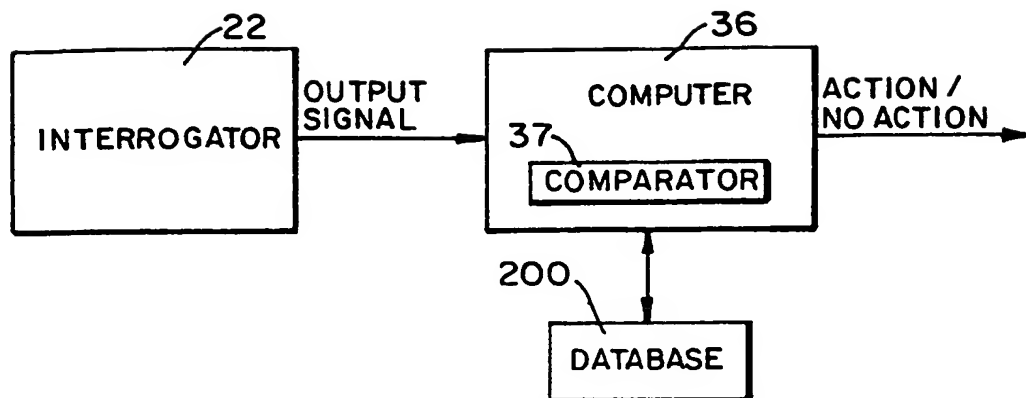 22
INTERROGATOR
OUTPUT
SIGNAL
36
COMPUTER
37
COMPARATOR
ACTION /
NO ACTION
200
DATABASE